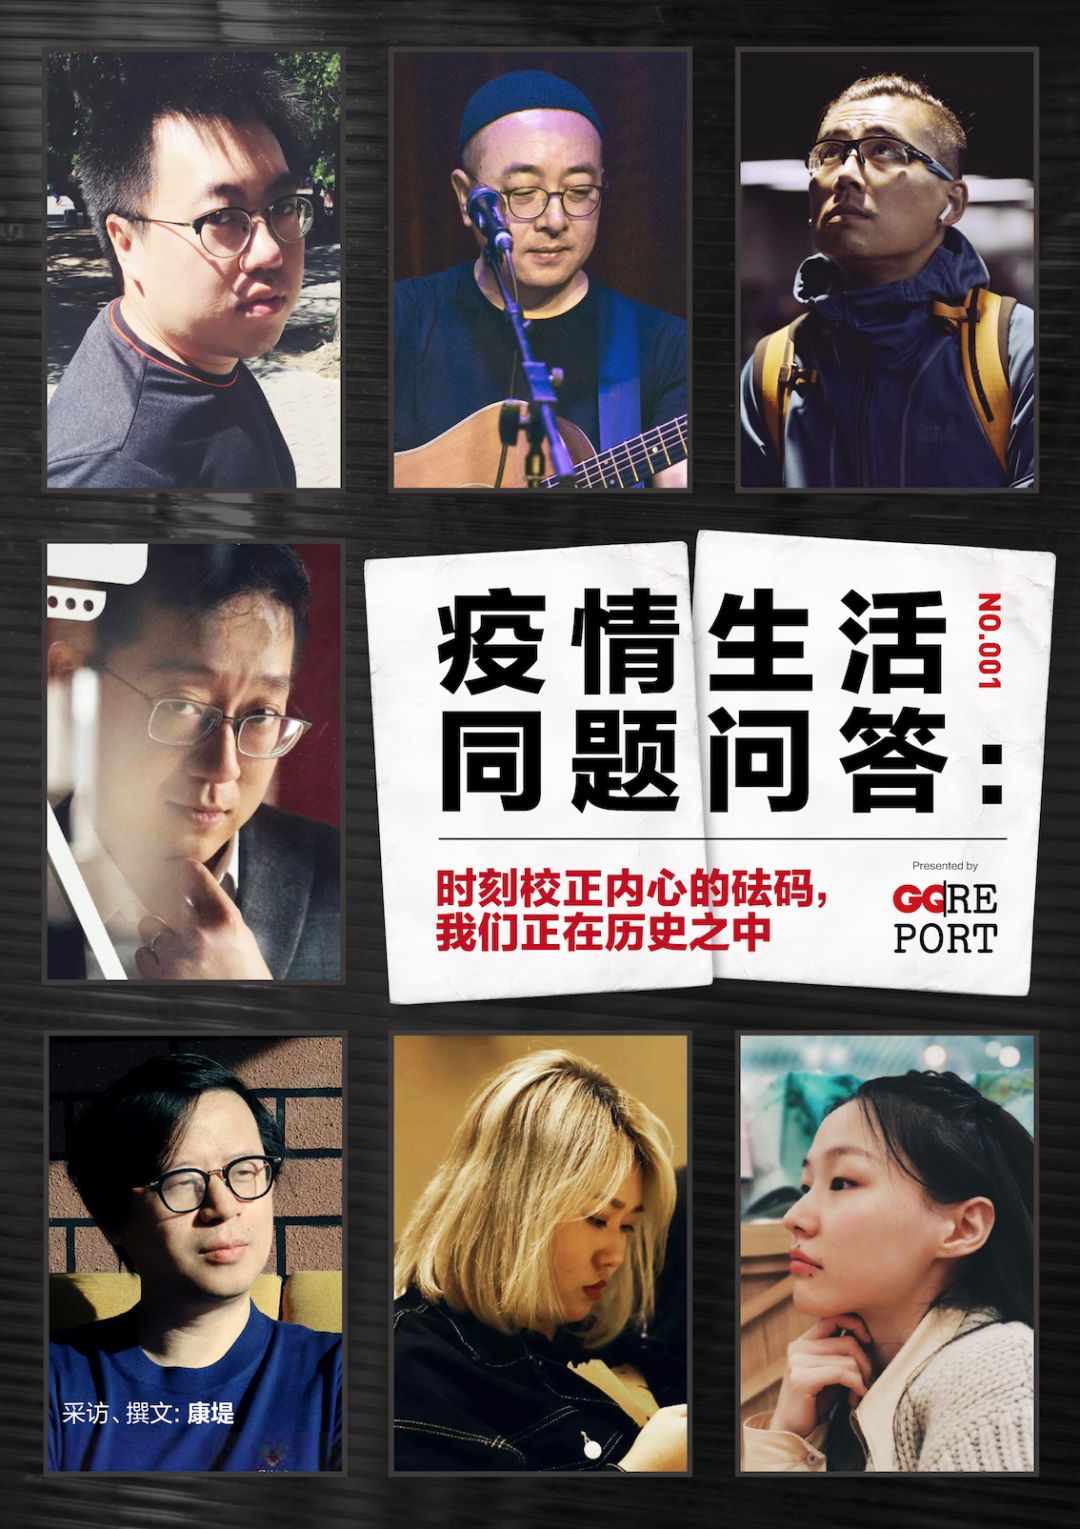 疫情生活
同题问答：
NO.001
时刻校正内心的砝码，
我们正在历史之中
Presented by
GQ|RE
PORT
Jack
Wolfskin
采访、撰文: 康堤